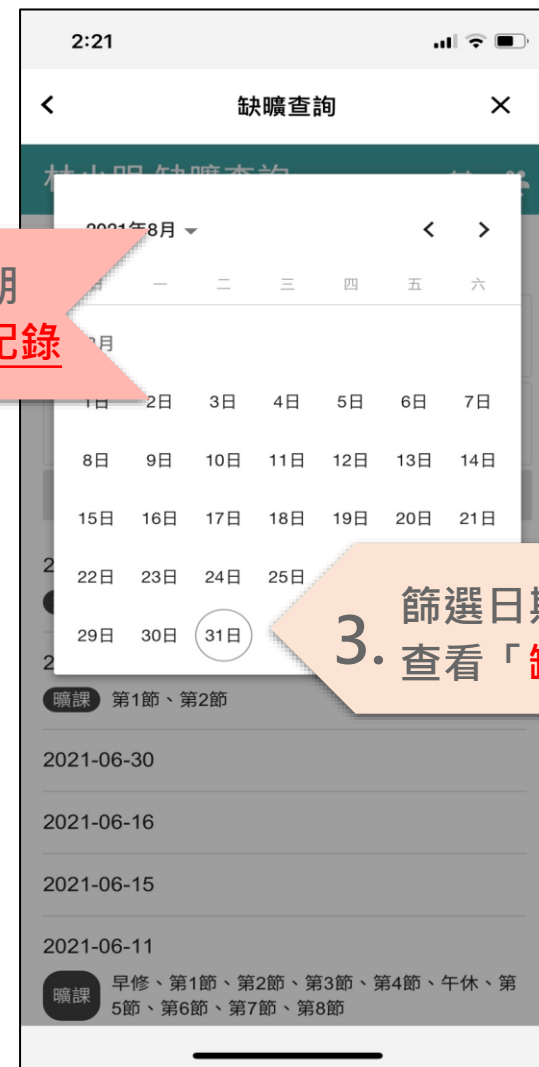 2:21
缺曠查詢
2021年8月
一 二 三 四 五 六
月
期
記錄
1日 2日 3日 4日 5日 6日 7日
8日 9日 10日 11日 12日 13日 14日
15日 16日 17日 18日 19日 20日 21日
22日 23日 24日 25日
29日 30日 31日
3. 篩選日期
查看「缺
曠課 第1節、第2節
2021-06-30
2021-06-16
2021-06-15
2021-06-11
曠課 早修、第1節、第2節、第3節、第4節、午休、第
5節、第6節、第7節、第8節